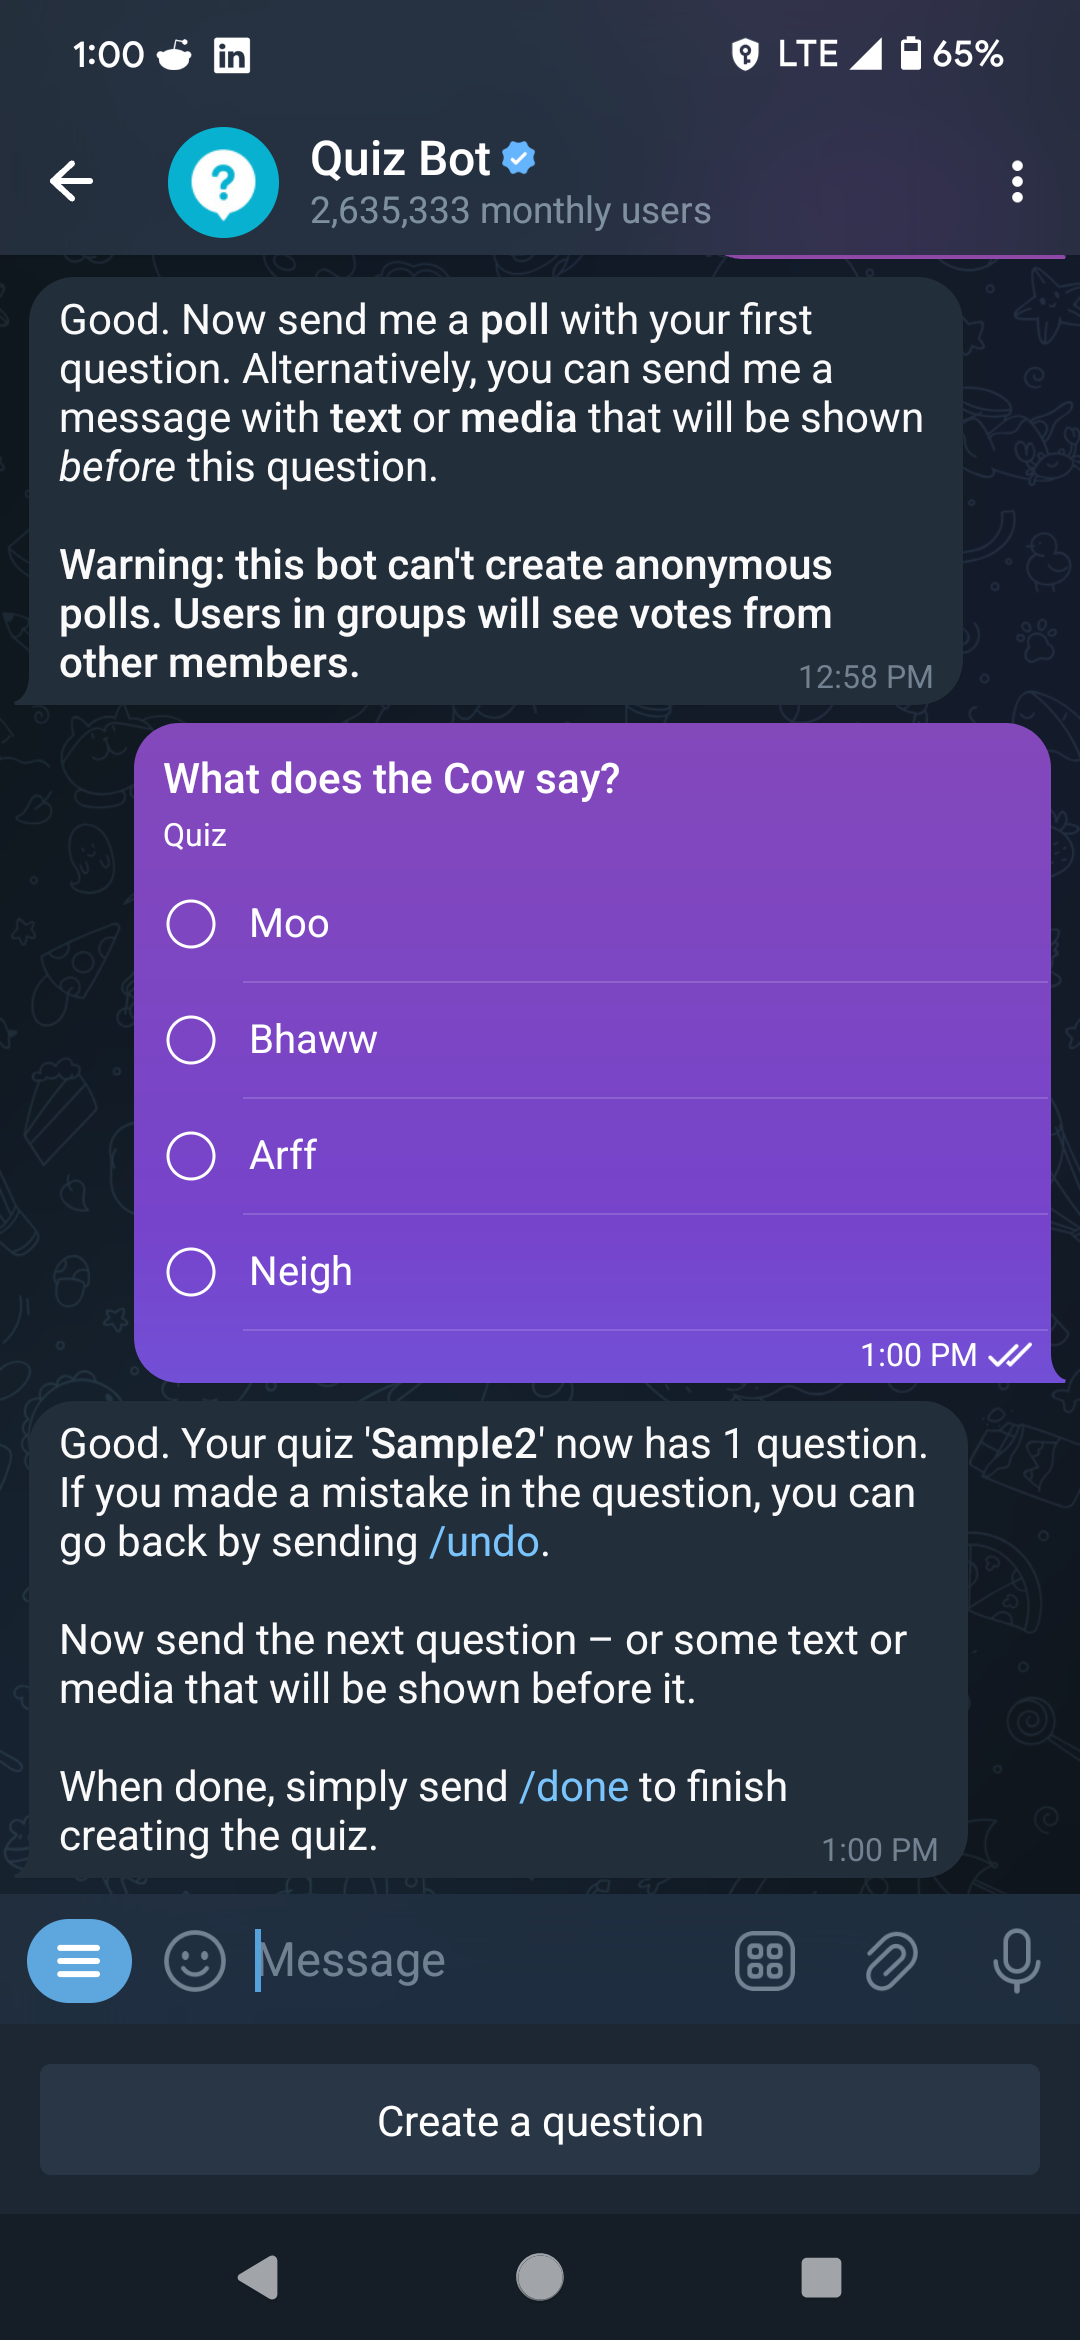 1:00
LTE 65%
Quiz Bot
2,635,333 monthly users
Good. Now send me a poll with your first
question. Alternatively, you can send me a
message with text or media that will be shown
before this question.
Warning: this bot can't create anonymous
polls. Users in groups will see votes from
other members.
12:58 PM
What does the Cow say?
Quiz
Moo
Bhaww
Arff
Neigh
1:00 PM
Good. Your quiz 'Sample2' now has 1 question.
If you made a mistake in the question, you can
go back by sending /undo.
Now send the next question – or some text or
media that will be shown before it.
When done, simply send /done to finish
creating the quiz.
1:00 PM
Message
Create a question